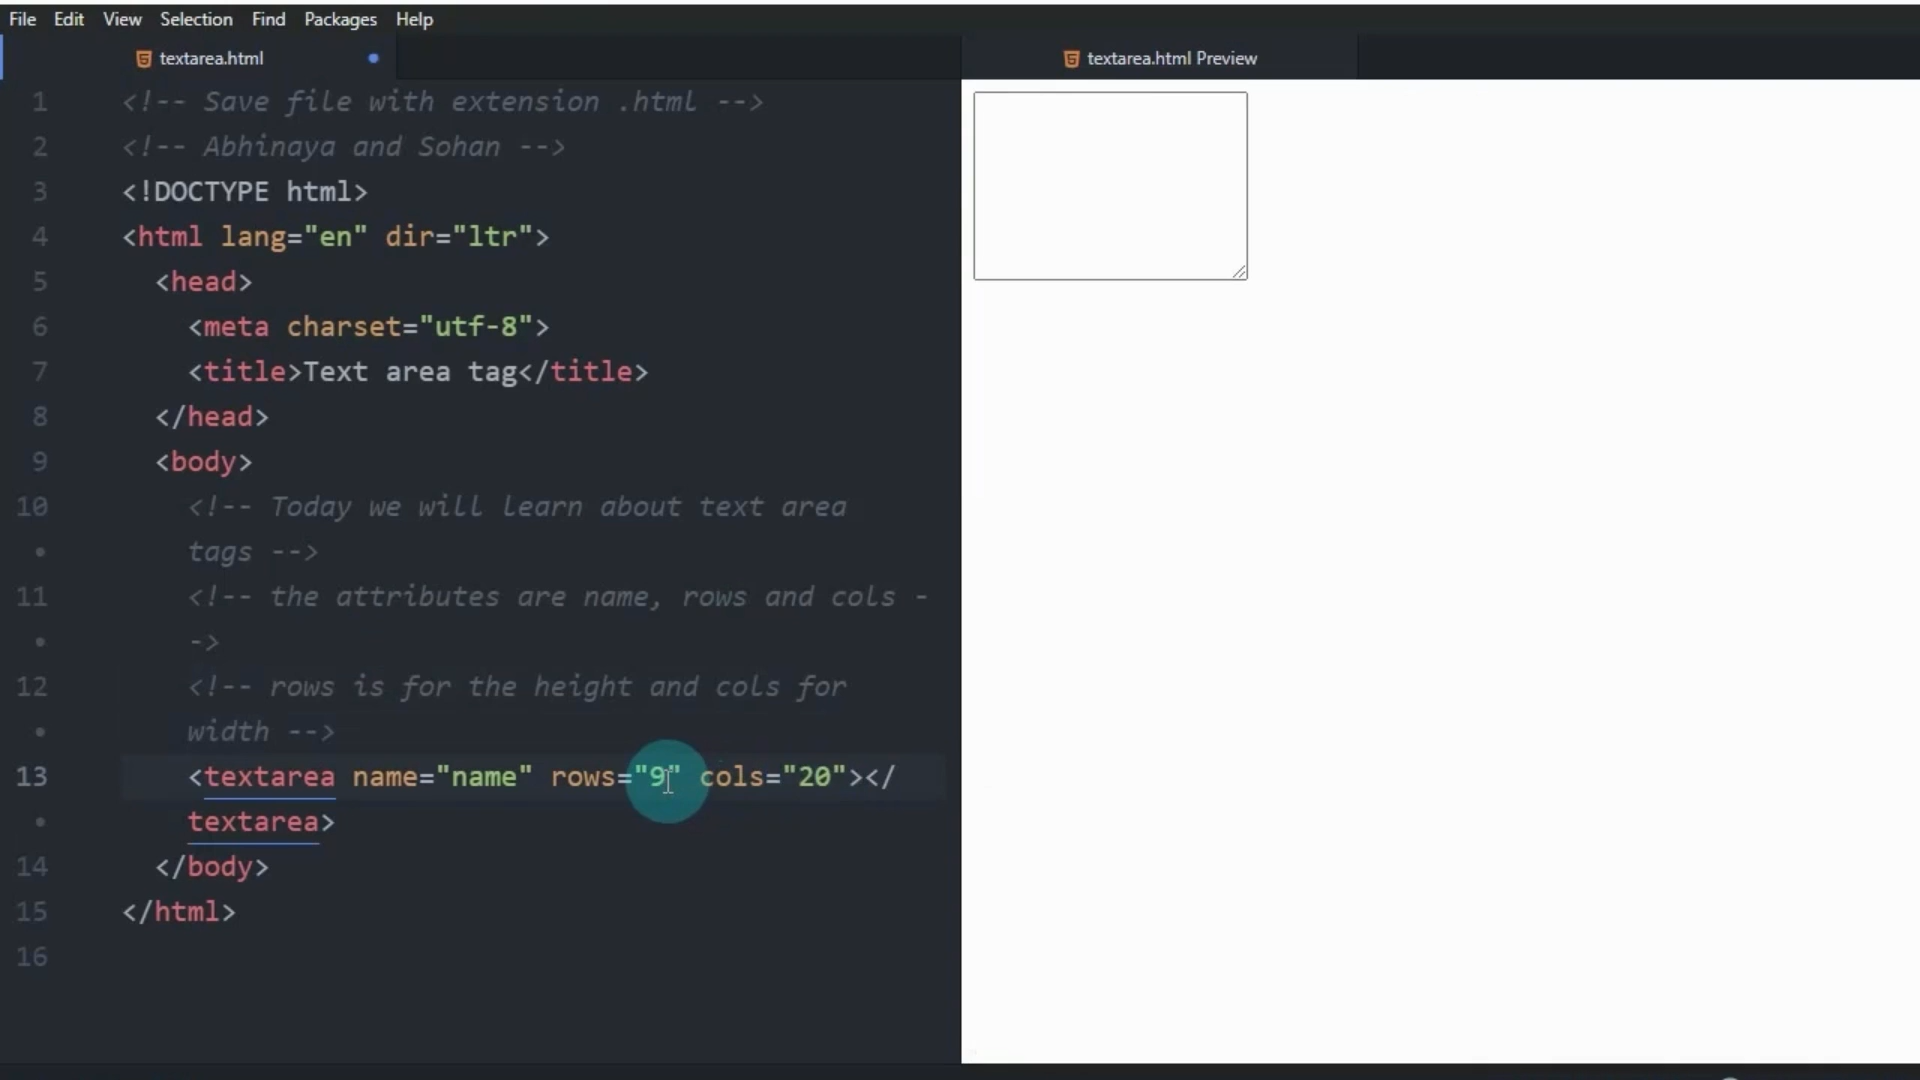 File Edit View Selection Find Packages Help
textarea.html
textarea.html Preview
1 <!-- Save file with extension .html -->
2 <!-- Abhinaya and Sohan -->
3 <!DOCTYPE html>
4 <html lang="en" dir="ltr">
5 <head>
6 <meta charset="utf-8">
7 <title>Text area tag</title>
8 </head>
9 <body>
10 <!-- Today we will learn about text area
• tags -->
11 <!-- the attributes are name, rows and cols -
• ->
12 <!-- rows is for the height and cols for
• width -->
13 <textarea name="name" rows="9" cols="20"></
• textarea>
14 </body>
15 </html>
16